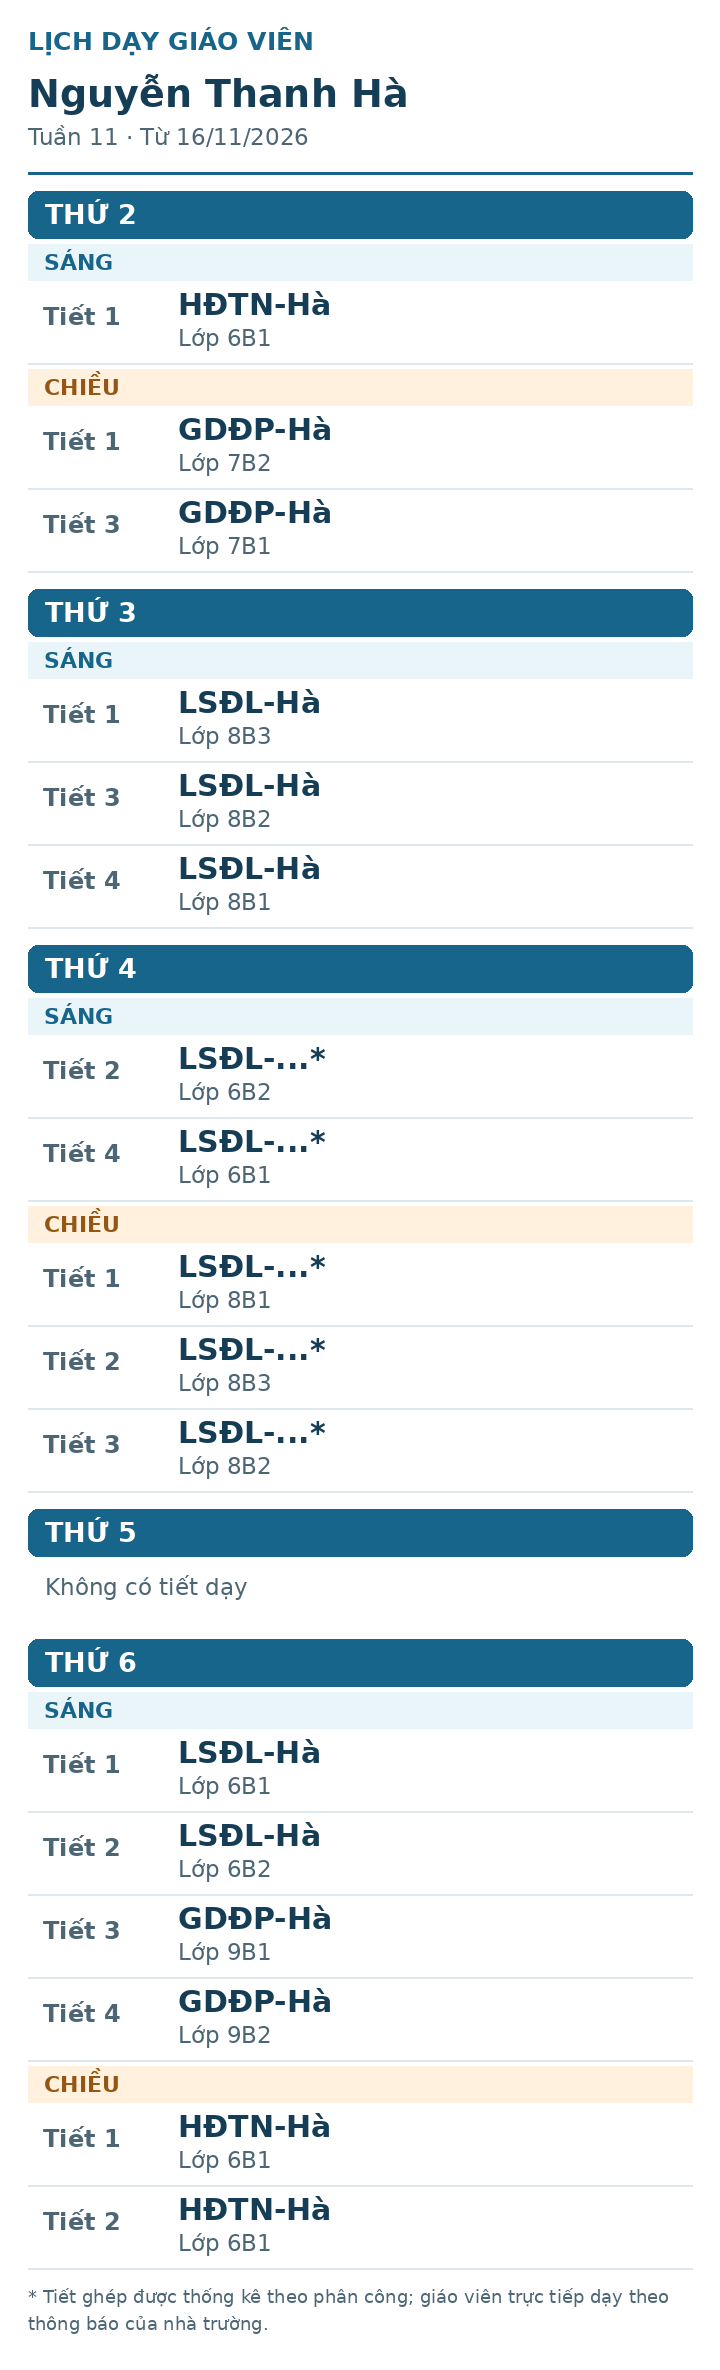 LỊCH DẠY GIÁO VIÊN
Nguyễn Thanh Hà
Tuần 11 · Từ 16/11/2026
THỨ 2
SÁNG
Tiết 1 HĐTN-Hà
Lớp 6B1
CHIỀU
Tiết 1 GDĐP-Hà
Lớp 7B2
Tiết 3 GDĐP-Hà
Lớp 7B1
THỨ 3
SÁNG
Tiết 1 LSĐL-Hà
Lớp 8B3
Tiết 3 LSĐL-Hà
Lớp 8B2
Tiết 4 LSĐL-Hà
Lớp 8B1
THỨ 4
SÁNG
Tiết 2 LSĐL-...*
Lớp 6B2
Tiết 4 LSĐL-...*
Lớp 6B1
CHIỀU
Tiết 1 LSĐL-...*
Lớp 8B1
Tiết 2 LSĐL-...*
Lớp 8B3
Tiết 3 LSĐL-...*
Lớp 8B2
THỨ 5
Không có tiết dạy
THỨ 6
SÁNG
Tiết 1 LSĐL-Hà
Lớp 6B1
Tiết 2 LSĐL-Hà
Lớp 6B2
Tiết 3 GDĐP-Hà
Lớp 9B1
Tiết 4 GDĐP-Hà
Lớp 9B2
CHIỀU
Tiết 1 HĐTN-Hà
Lớp 6B1
Tiết 2 HĐTN-Hà
Lớp 6B1
* Tiết ghép được thống kê theo phân công; giáo viên trực tiếp dạy theo
thông báo của nhà trường.